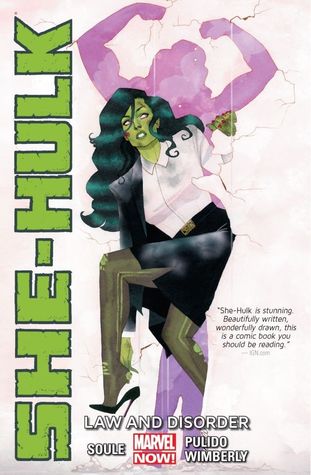 SHE-HULK
"She-Hulk is stunning.
Beautifully written,
wonderfully drawn, this
is a comic book you
should be reading."
— IGN.com
LAW AND DISORDER
SOULE
MARVEL
NOW!
PULIDO
WIMBERLY